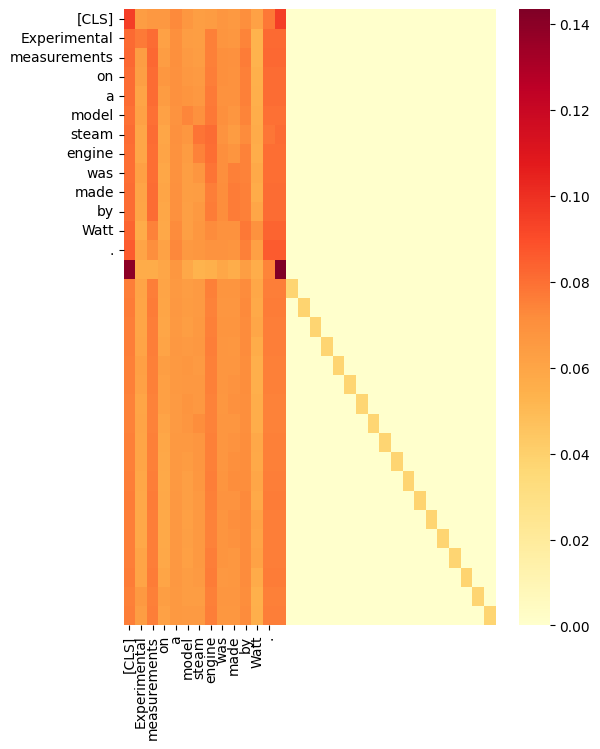 [CLS]
Experimental
measurements
on
a
model
steam
engine
was
made
by
Watt
.
[CLS]
Experimental
measurements
on
a
model
steam
engine
was
made
by
Watt
.
0.14
0.12
0.10
0.08
0.06
0.04
0.02
0.00